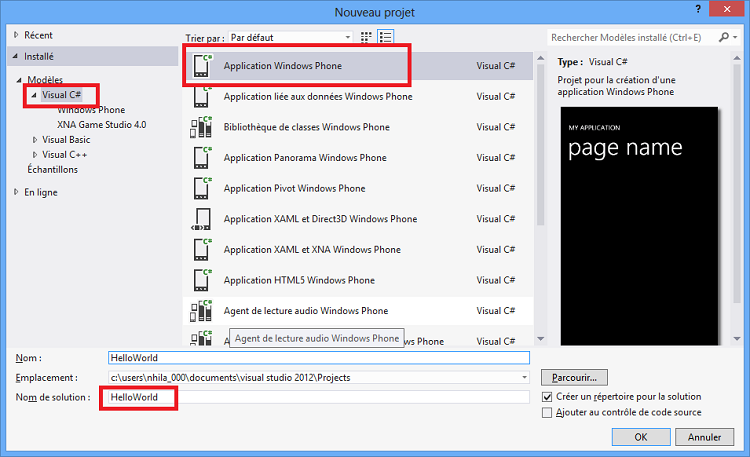 Nouveau projet
?
Récent
Trier par : Par défaut
Rechercher Modèles installé (Ctrl+E)
Installé
Modèles
Visual C#
Windows Phone
XNA Game Studio 4.0
Visual Basic
Visual C++
Échantillons
En ligne
C# Application Windows Phone Visual C#
C# Application liée aux données Windows Phone Visual C#
C# Bibliothèque de classes Windows Phone Visual C#
C# Application Panorama Windows Phone Visual C#
C# Application Pivot Windows Phone Visual C#
Application XAML et Direct3D Windows Phone Visual C#
C# Application XAML et XNA Windows Phone Visual C#
C# Application HTML5 Windows Phone Visual C#
C# Agent de lecture audio Windows Phone Visual C#
Agent de lecture audio Windows Phone
Visual C#
Type : Visual C#
Projet pour la création d'une
application Windows Phone
MY APPLICATION
page name
Nom : HelloWorld
Emplacement : c:\users\nhila_000\documents\visual studio 2012\Projects
Parcourir...
Nom de solution : HelloWorld
Créer un répertoire pour la solution
Ajouter au contrôle de code source
OK
Annuler